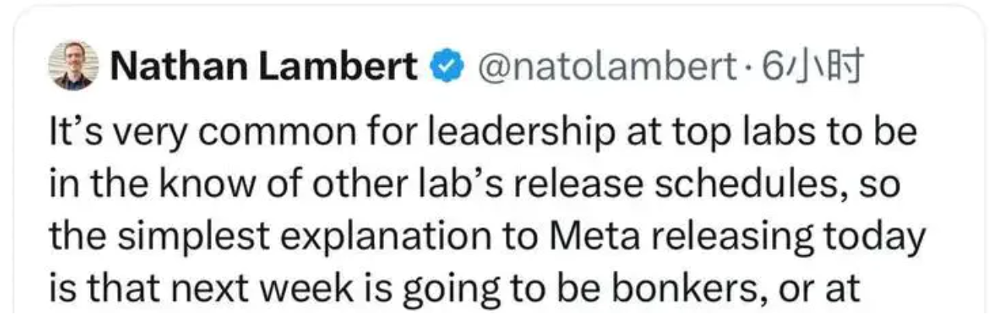 Nathan Lambert @natolambert · 6小时
It’s very common for leadership at top labs to be
in the know of other lab’s release schedules, so
the simplest explanation to Meta releasing today
is that next week is going to be bonkers, or at